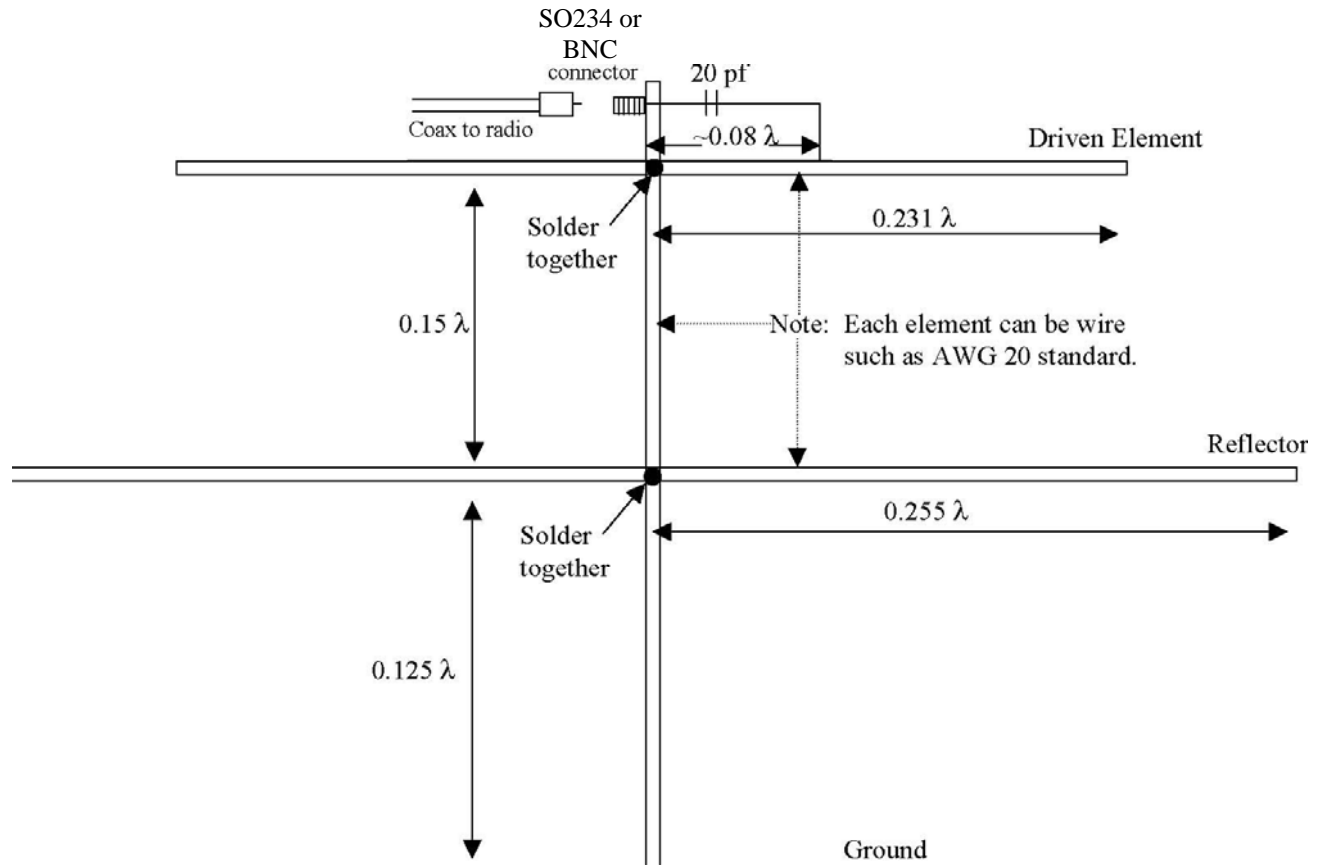 SO234 or
BNC
connector
20 pf
Coax to radio
~0.08 λ
Driven Element
Solder
together
0.231 λ
0.15 λ
Note: Each element can be wire
such as AWG 20 standard.
Reflector
Solder
together
0.255 λ
0.125 λ
Ground